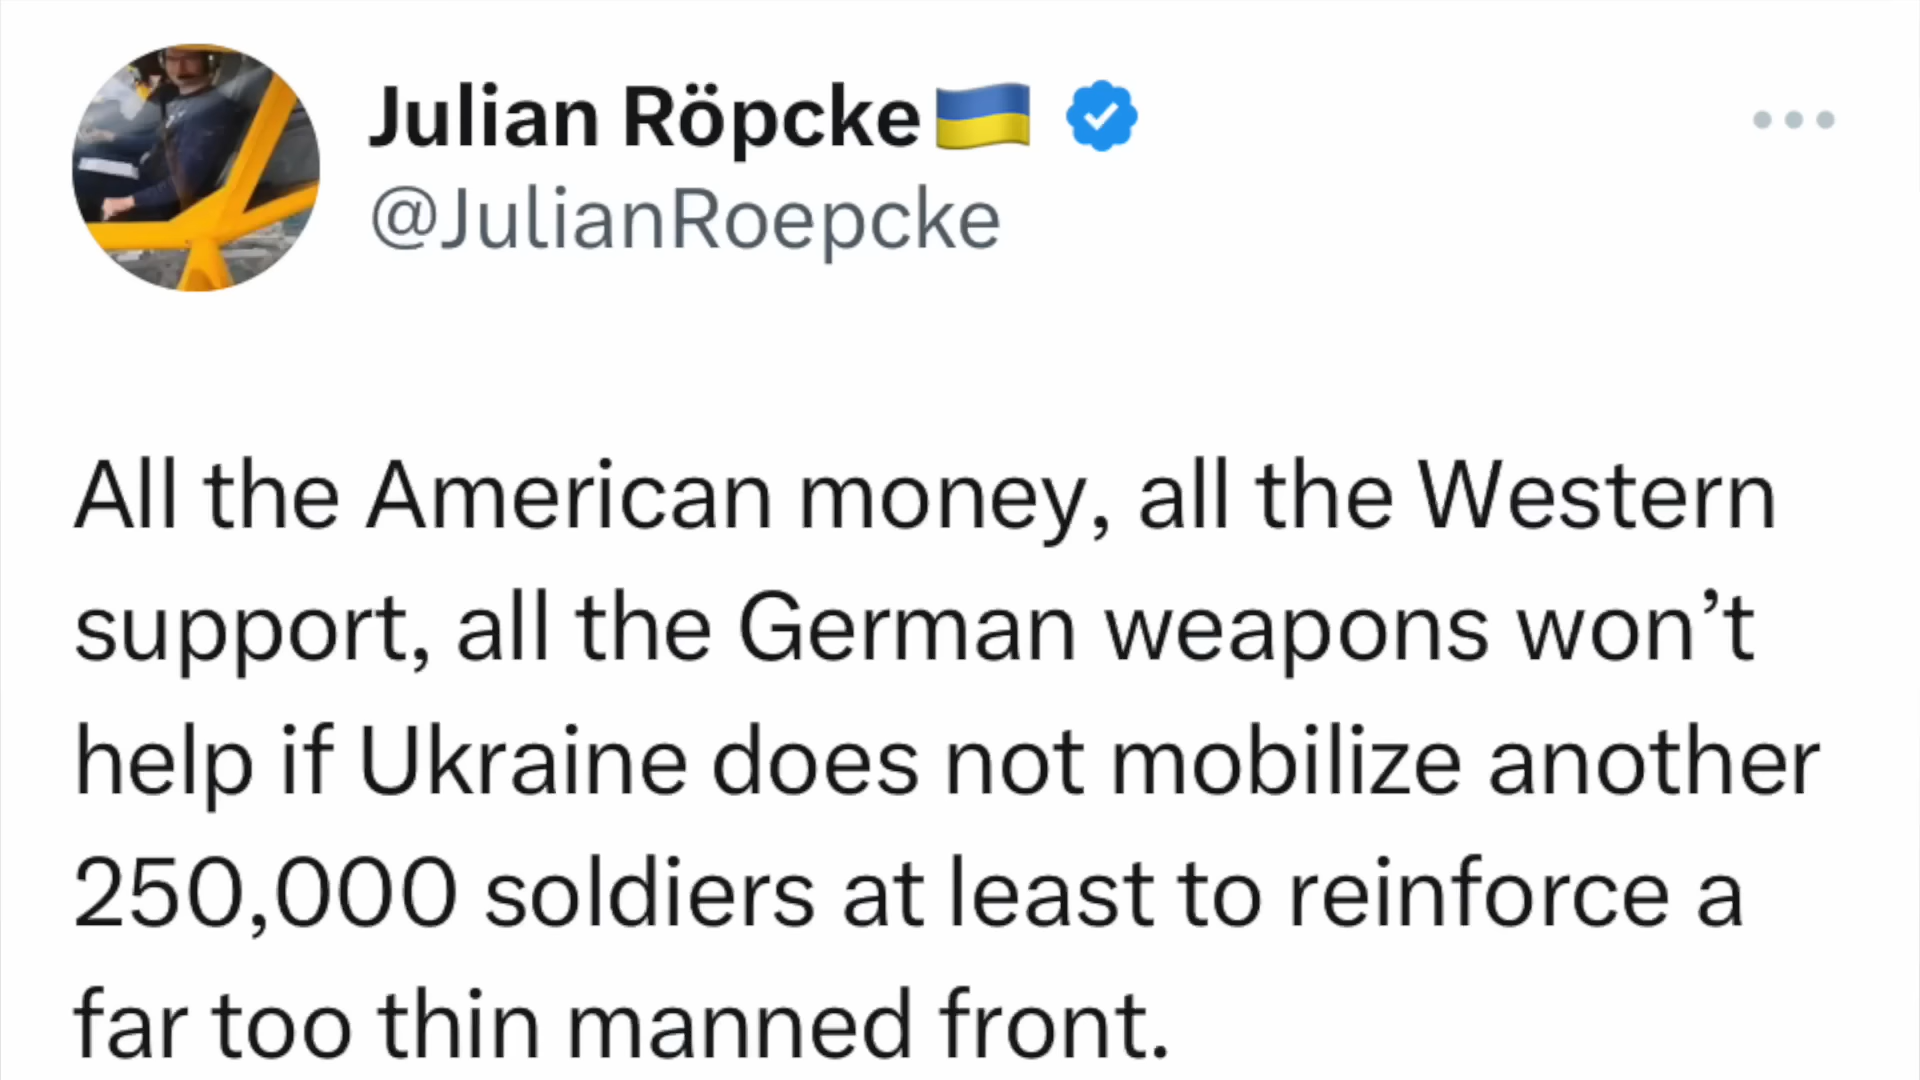 Julian Röpcke🇺🇦
@JulianRoepcke
All the American money, all the Western
support, all the German weapons won’t
help if Ukraine does not mobilize another
250,000 soldiers at least to reinforce a
far too thin manned front.